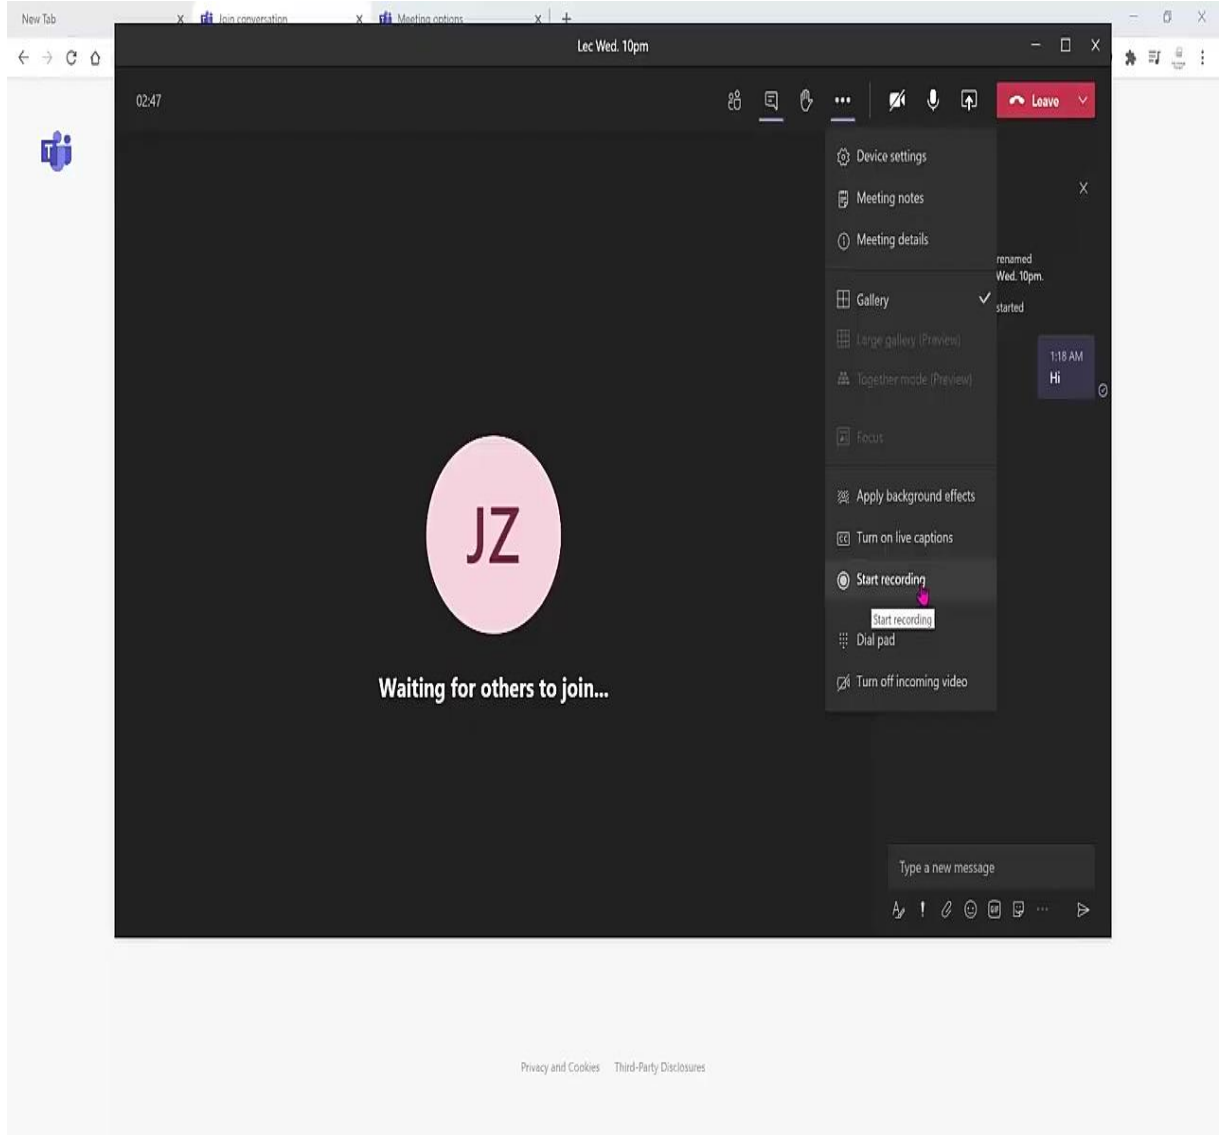 New Tab
Join conversation
Meeting options
Lec Wed. 10pm
02:47
Leave
Device settings
Meeting notes
Meeting details
renamed
Wed. 10pm.
Gallery
started
Large gallery (Preview)
1:18 AM
Together mode (Preview)
Hi
Focus
Apply background effects
CC Turn on live captions
Start recording
Start recording
Dial pad
Turn off incoming video
JZ
Waiting for others to join...
Type a new message
GIF
Privacy and Cookies Third-Party Disclosures